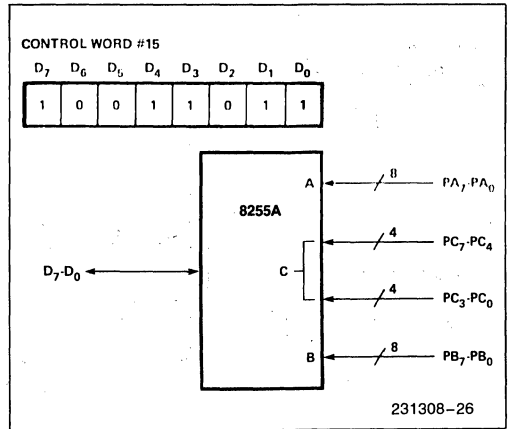 CONTROL WORD #15
D7 D6 D5 D4 D3 D2 D1 D0
1 0 0 1 1 0 1 1
8255A
A 8 PA7-PA0
4 PC7-PC4
D7-D0 C
4 PC3-PC0
B 8 PB7-PB0
231308-26